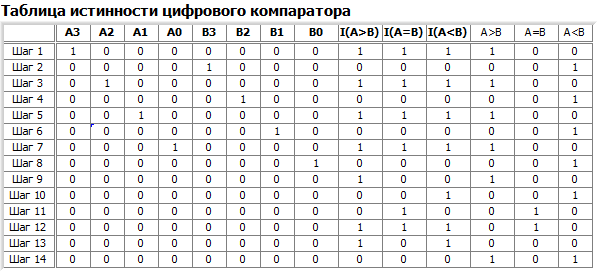 Таблица истинности цифрового компаратора
A3 A2 A1 A0 B3 B2 B1 B0 I(A>B) I(A=B) I(A<B) A>B A=B A<B
Шаг 1 1 0 0 0 0 0 0 0 1 1 1 1 0 0
Шаг 2 0 0 0 0 1 0 0 0 0 0 0 0 0 1
Шаг 3 0 1 0 0 0 0 0 0 1 1 1 1 0 0
Шаг 4 0 0 0 0 0 1 0 0 0 0 0 0 0 1
Шаг 5 0 0 1 0 0 0 0 0 1 1 1 1 0 0
Шаг 6 0 0 0 0 0 0 1 0 0 0 0 0 0 1
Шаг 7 0 0 0 1 0 0 0 0 1 1 1 1 0 0
Шаг 8 0 0 0 0 0 0 0 1 0 0 0 0 0 1
Шаг 9 0 0 0 0 0 0 0 0 1 1 1 1 0 0
Шаг 10 0 0 0 0 0 0 0 0 0 0 1 0 0 1
Шаг 11 0 0 0 0 0 0 0 0 0 1 0 0 1 0
Шаг 12 0 0 0 0 0 0 0 0 1 1 1 0 1 0
Шаг 13 0 0 0 0 0 0 0 0 1 0 1 0 0 0
Шаг 14 0 0 0 0 0 0 0 0 0 0 0 1 0 1